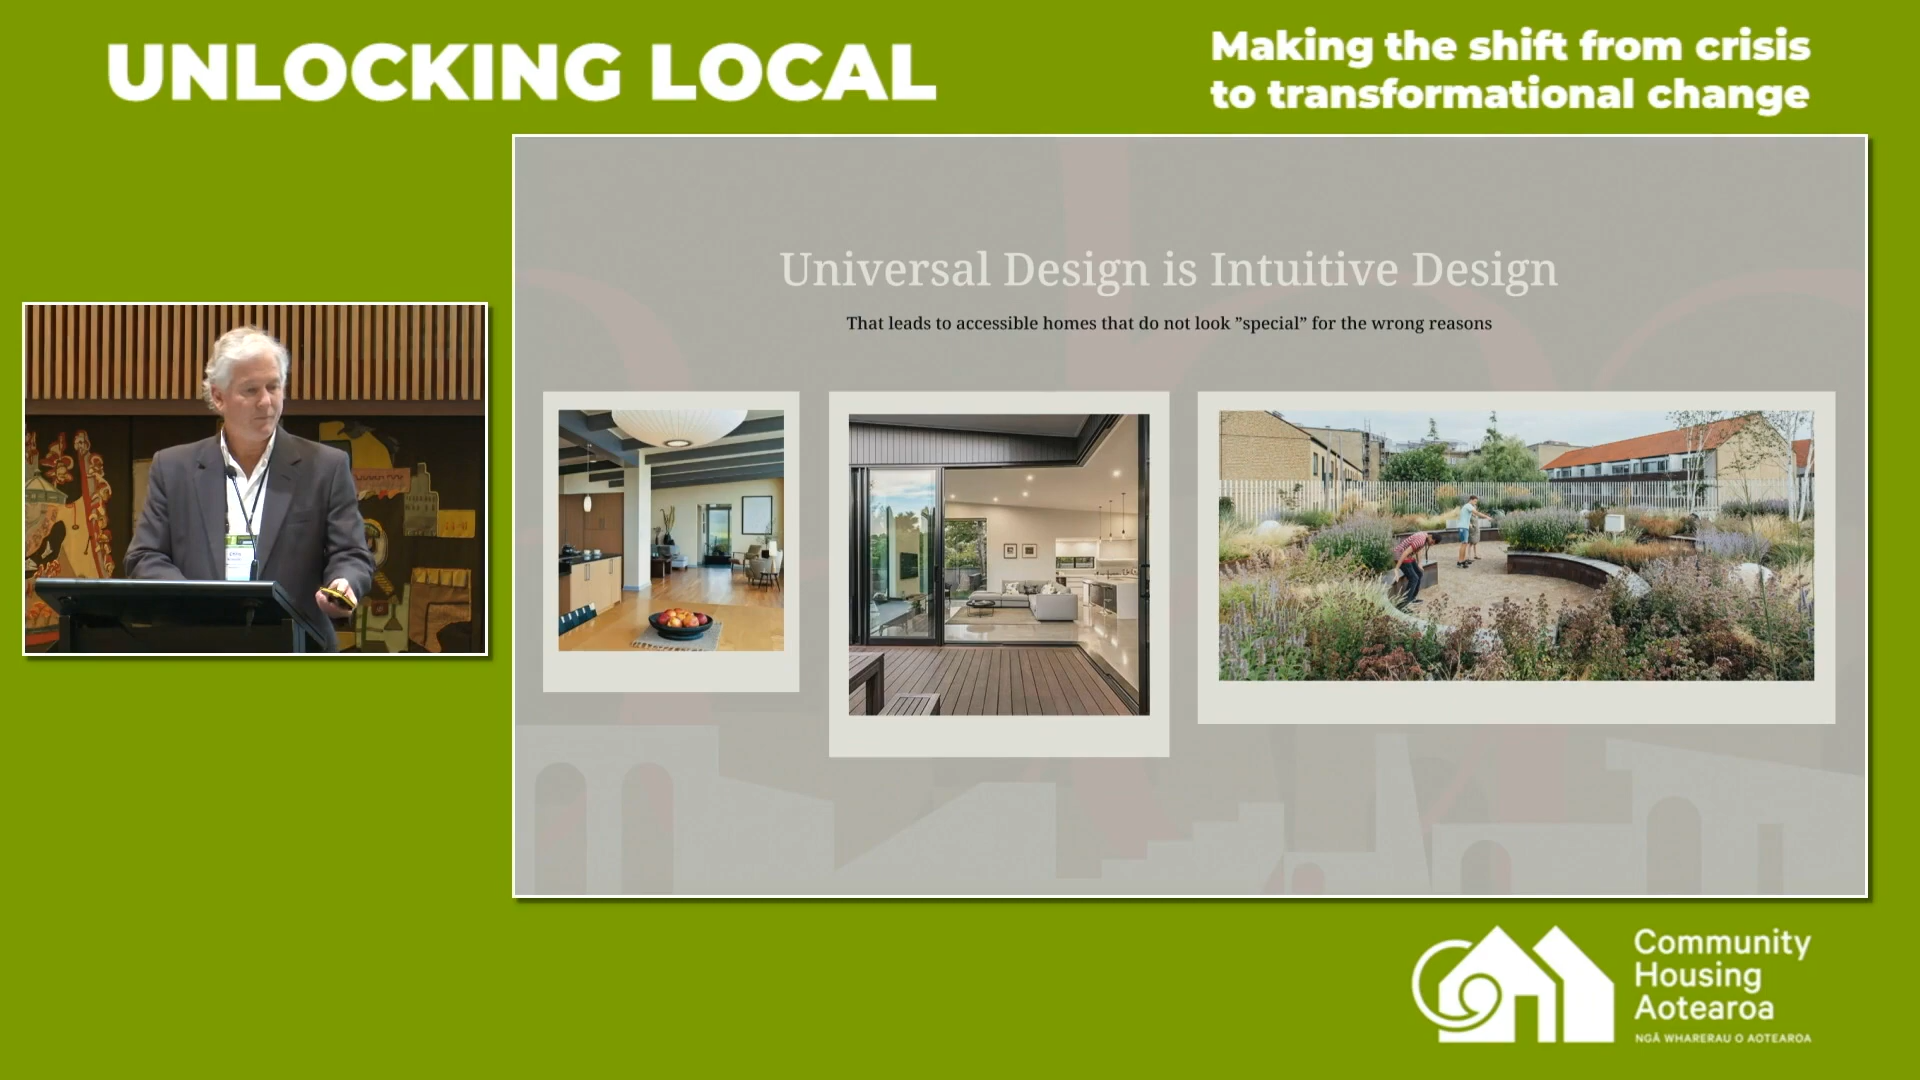 UNLOCKING LOCAL
Making the shift from crisis
to transformational change
Universal Design is Intuitive Design
That leads to accessible homes that do not look ”special” for the wrong reasons
Community
Housing
Aotearoa
NGĀ WHARERAU O AOTEAROA